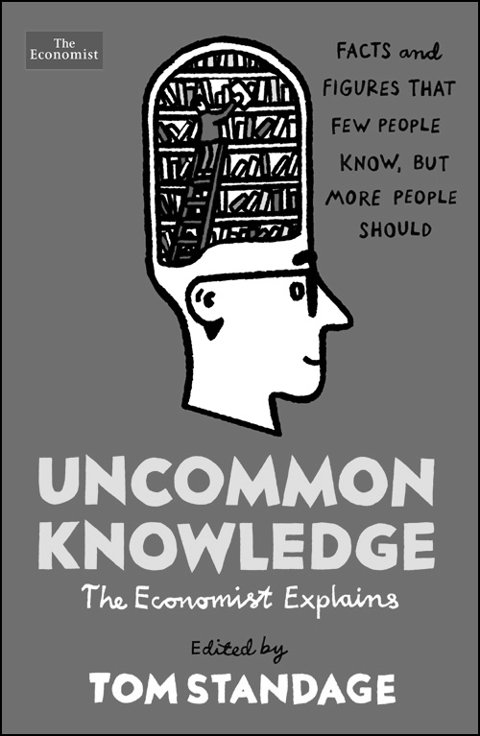 The
Economist
FACTS and
FIGURES THAT
FEW PEOPLE
KNOW, BUT
MORE PEOPLE
SHOULD
UNCOMMON
KNOWLEDGE
The Economist Explains
Edited by
TOM STANDAGE